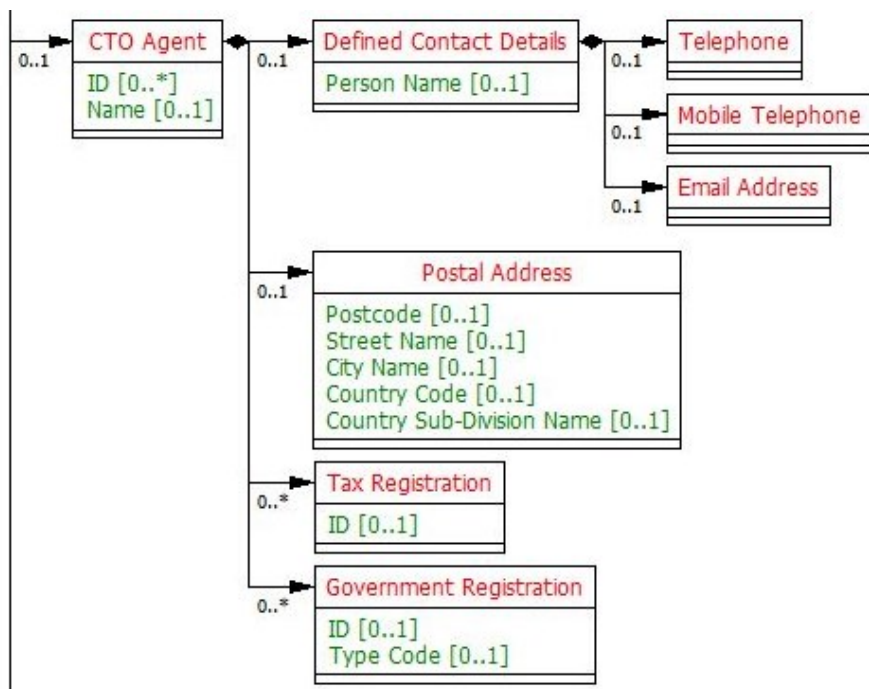 CTO Agent
0..1
ID [0..*]
Name [0..1]
Defined Contact Details
0..1
Person Name [0..1]
Telephone
0..1
Mobile Telephone
0..1
Email Address
0..1
Postal Address
0..1
Postcode [0..1]
Street Name [0..1]
City Name [0..1]
Country Code [0..1]
Country Sub-Division Name [0..1]
Tax Registration
0..*
ID [0..1]
Government Registration
0..*
ID [0..1]
Type Code [0..1]